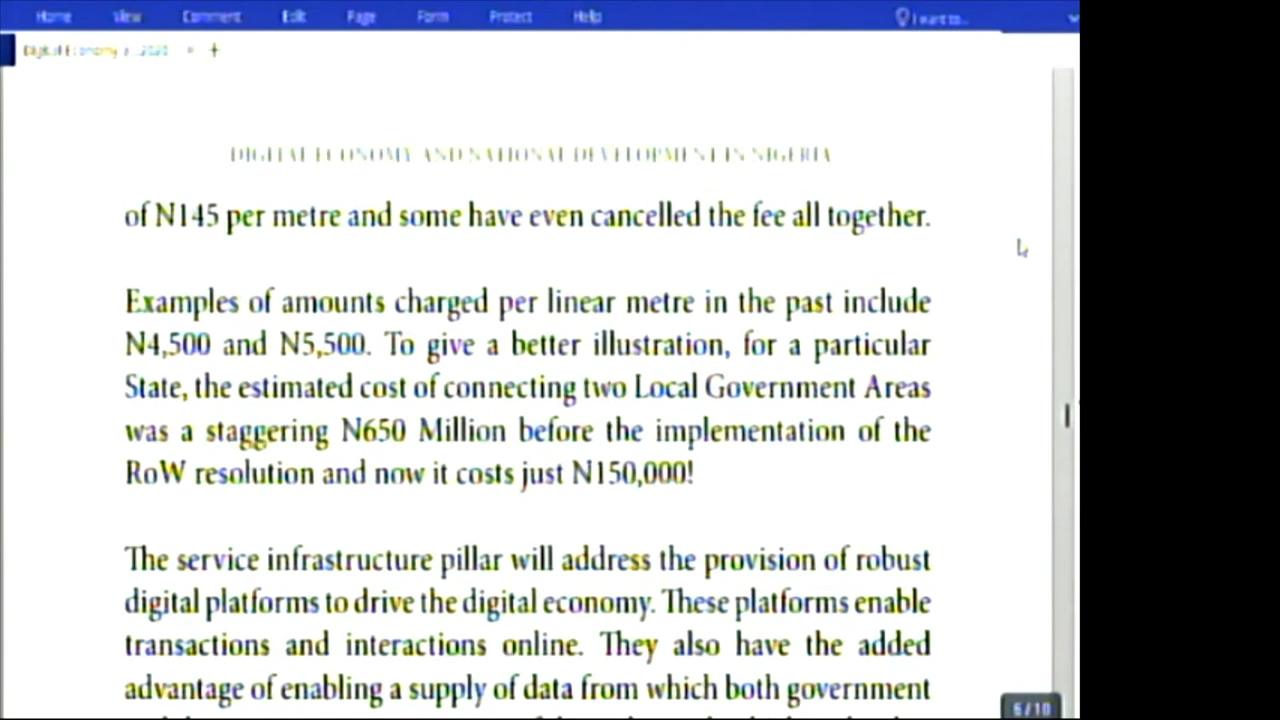 Home View Comment Edit Page Form Protect Help I want to...
Digital Economy
DIGITAL ECONOMY AND NATIONAL DEVELOPMENT IN NIGERIA
of N145 per metre and some have even cancelled the fee all together.
Examples of amounts charged per linear metre in the past include
N4,500 and N5,500. To give a better illustration, for a particular
State, the estimated cost of connecting two Local Government Areas
was a staggering N650 Million before the implementation of the
RoW resolution and now it costs just N150,000!
The service infrastructure pillar will address the provision of robust
digital platforms to drive the digital economy. These platforms enable
transactions and interactions online. They also have the added
advantage of enabling a supply of data from which both government
6/10